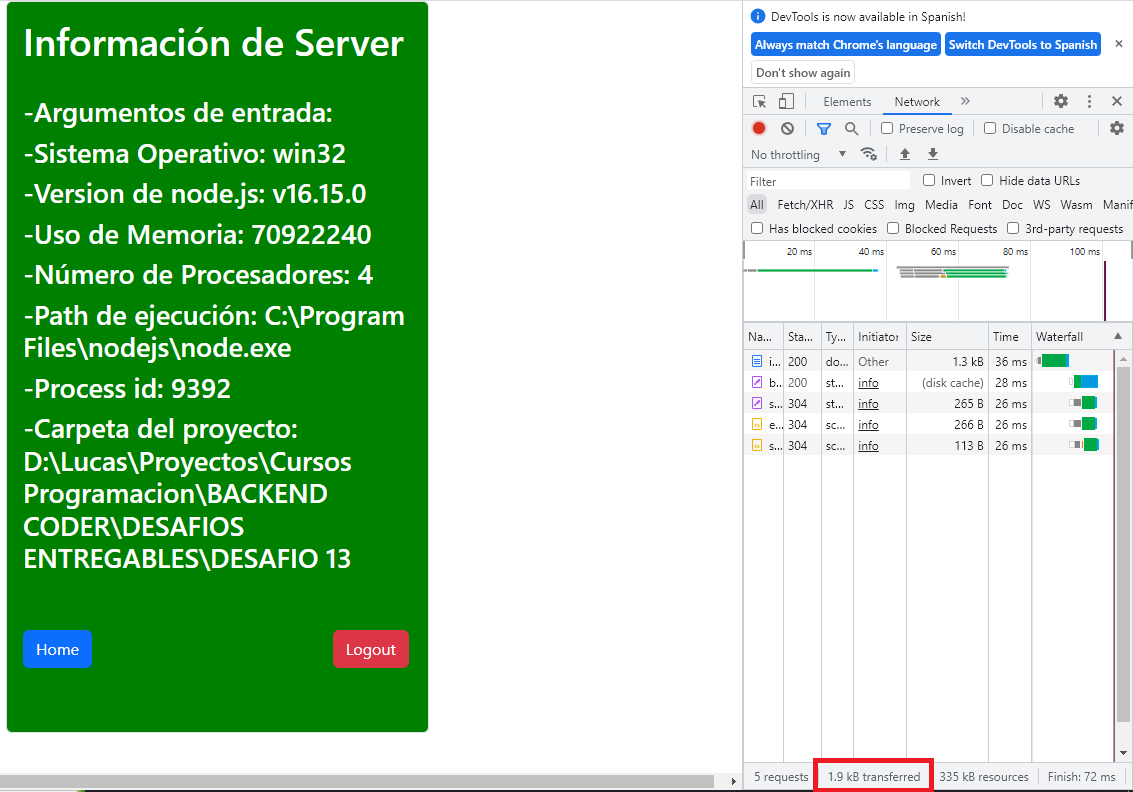 Información de Server
-Argumentos de entrada:
-Sistema Operativo: win32
-Version de node.js: v16.15.0
-Uso de Memoria: 70922240
-Número de Procesadores: 4
-Path de ejecución: C:\Program
Files\nodejs\node.exe
-Process id: 9392
-Carpeta del proyecto:
D:\Lucas\Proyectos\Cursos
Programacion\BACKEND
CODER\DESAFIOS
ENTREGABLES\DESAFIO 13
Home Logout
DevTools is now available in Spanish!
Always match Chrome's language Switch DevTools to Spanish
Don't show again
Elements Network
Preserve log Disable cache
No throttling
Filter Invert Hide data URLs
All Fetch/XHR JS CSS Img Media Font Doc WS Wasm Manif
Has blocked cookies Blocked Requests 3rd-party requests
20 ms 40 ms 60 ms 80 ms 100 ms
Na... Sta... Ty... Initiator Size Time Waterfall
i... 200 do... Other 1.3 kB 36 ms
b... 200 st... info (disk cache) 28 ms
s... 304 st... info 265 B 26 ms
e... 304 sc... info 266 B 26 ms
s... 304 sc... info 113 B 26 ms
5 requests 1.9 kB transferred 335 kB resources Finish: 72 ms